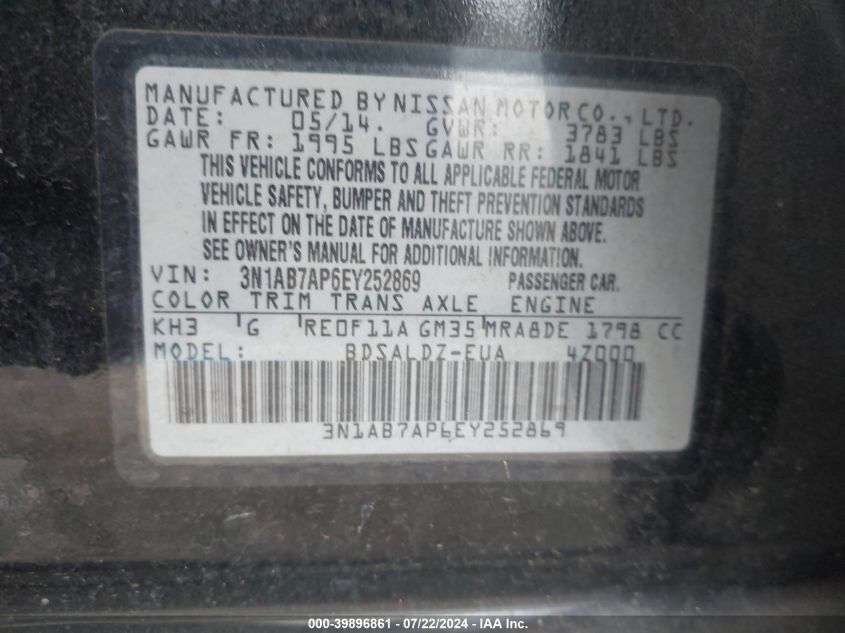 MANUFACTURED BY NISSAN MOTOR CO., LTD.
DATE: 05/14. GVWR: 3783 LBS
GAWR FR: 1995 LBS GAWR RR: 1841 LBS
THIS VEHICLE CONFORMS TO ALL APPLICABLE FEDERAL MOTOR
VEHICLE SAFETY, BUMPER AND THEFT PREVENTION STANDARDS
IN EFFECT ON THE DATE OF MANUFACTURE SHOWN ABOVE.
SEE OWNER'S MANUAL FOR ADDITIONAL INFORMATION.
VIN: 3N1AB7AP6EY252869 PASSENGER CAR.
COLOR TRIM TRANS AXLE ENGINE
KH3 G RE0F11A GM35 MRA8DE 1798 CC
MODEL: BDSALDZ-EUA 4Z000
3N1AB7AP6EY252869
000-39896861 / 07/22/2024 - IAA Inc.